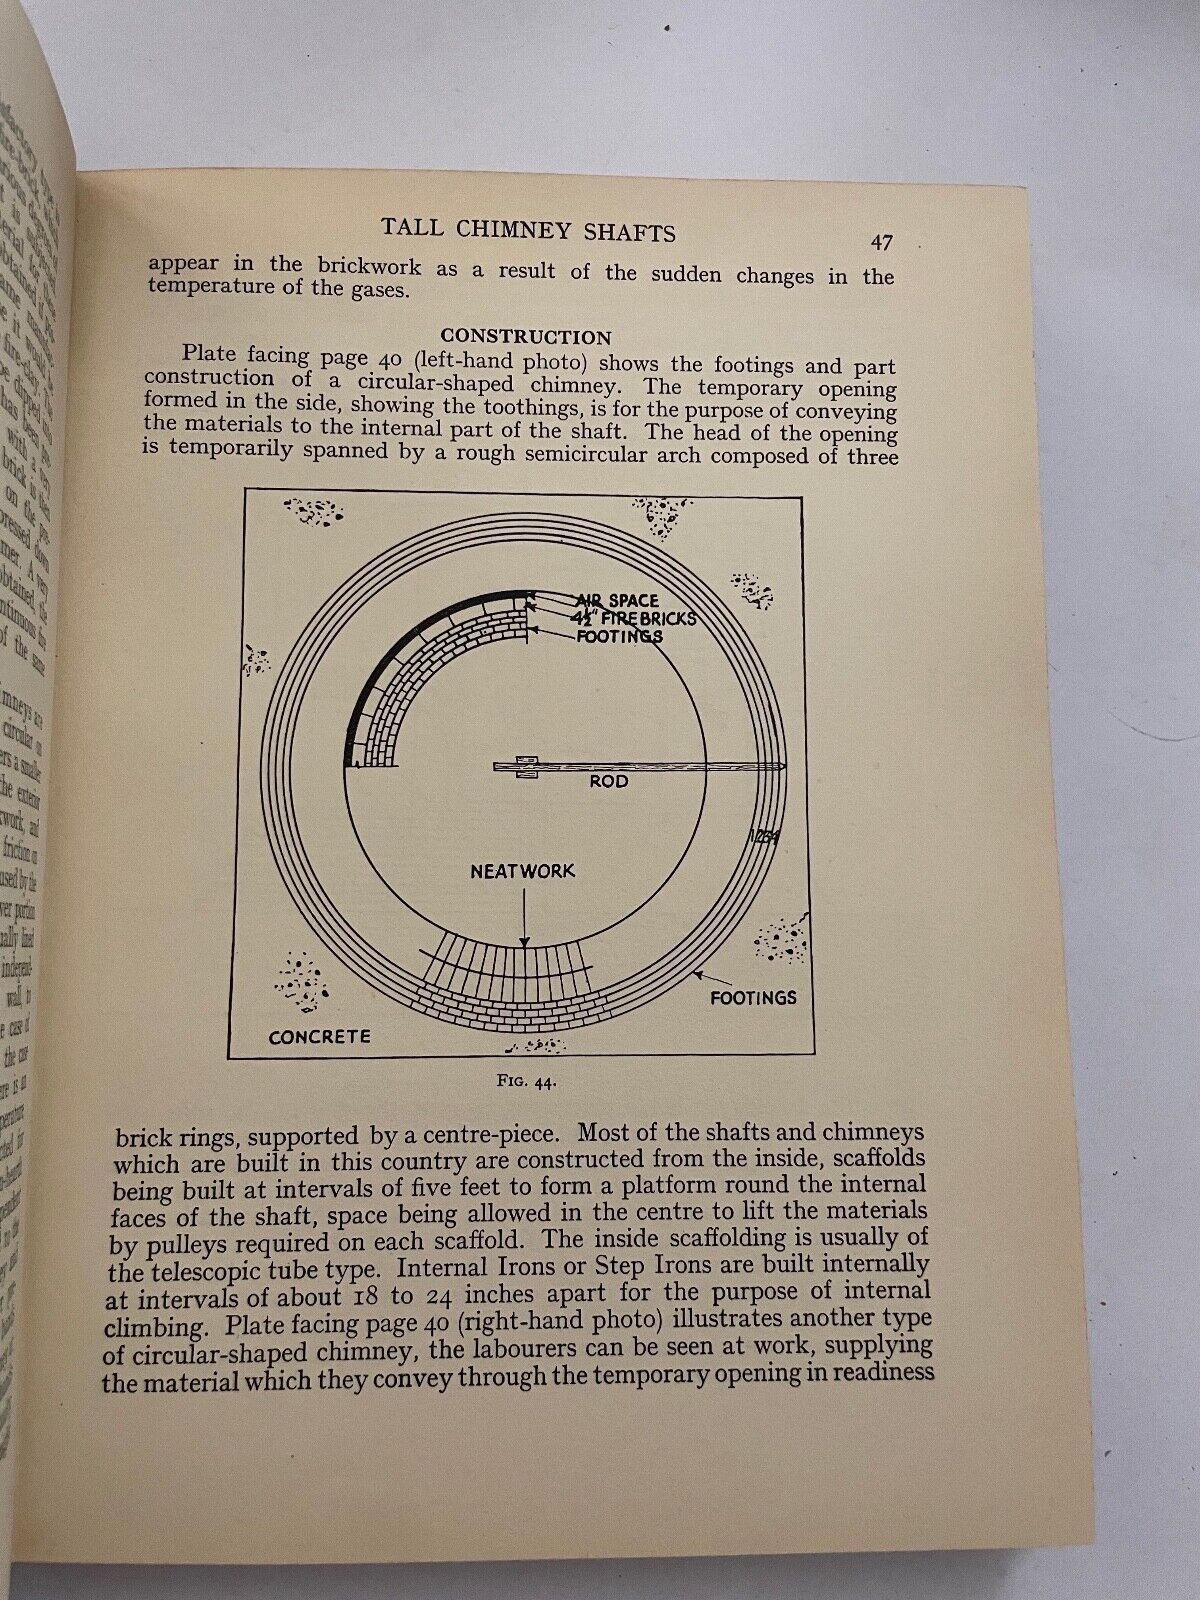 TALL CHIMNEY SHAFTS 47
appear in the brickwork as a result of the sudden changes in the
temperature of the gases.
CONSTRUCTION
Plate facing page 40 (left-hand photo) shows the footings and part
construction of a circular-shaped chimney. The temporary opening
formed in the side, showing the toothings, is for the purpose of conveying
the materials to the internal part of the shaft. The head of the opening
is temporarily spanned by a rough semicircular arch composed of three
AIR SPACE
4½" FIRE BRICKS
FOOTINGS
ROD
1234
NEATWORK
FOOTINGS
CONCRETE
FIG. 44.
brick rings, supported by a centre-piece. Most of the shafts and chimneys
which are built in this country are constructed from the inside, scaffolds
being built at intervals of five feet to form a platform round the internal
faces of the shaft, space being allowed in the centre to lift the materials
by pulleys required on each scaffold. The inside scaffolding is usually of
the telescopic tube type. Internal Irons or Step Irons are built internally
at intervals of about 18 to 24 inches apart for the purpose of internal
climbing. Plate facing page 40 (right-hand photo) illustrates another type
of circular-shaped chimney, the labourers can be seen at work, supplying
the material which they convey through the temporary opening in readiness